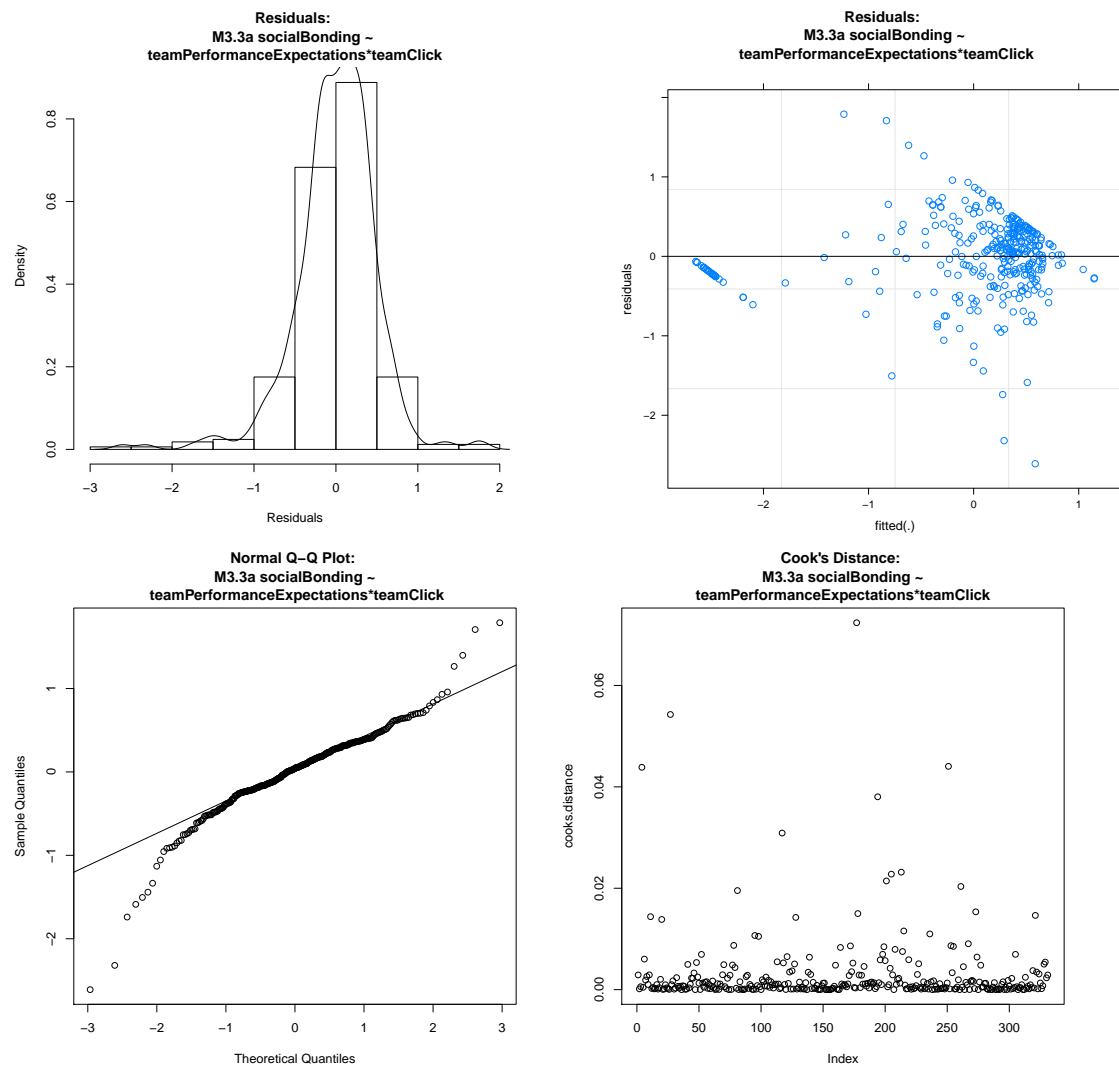 Residuals:
M3.3a socialBonding ~
teamPerformanceExpectations*teamClick
Density
0.0
0.2
0.4
0.6
0.8
−3 −2 −1 0 1 2
Residuals
Residuals:
M3.3a socialBonding ~
teamPerformanceExpectations*teamClick
residuals
−2
−1
0
1
−2 −1 0 1
fitted(.)
Normal Q−Q Plot:
M3.3a socialBonding ~
teamPerformanceExpectations*teamClick
Sample Quantiles
−2
−1
0
1
−3 −2 −1 0 1 2 3
Theoretical Quantiles
Cook's Distance:
M3.3a socialBonding ~
teamPerformanceExpectations*teamClick
cooks.distance
0.00
0.02
0.04
0.06
0 50 100 150 200 250 300
Index